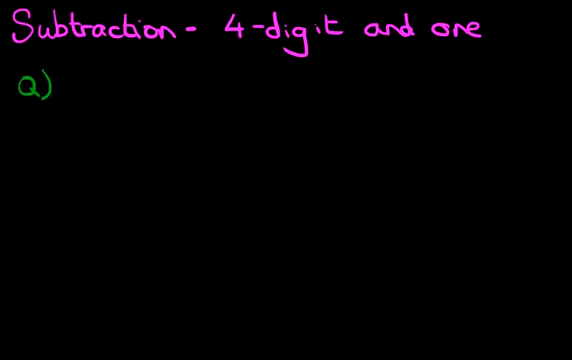 Subtraction - 4-digit and one
Q)